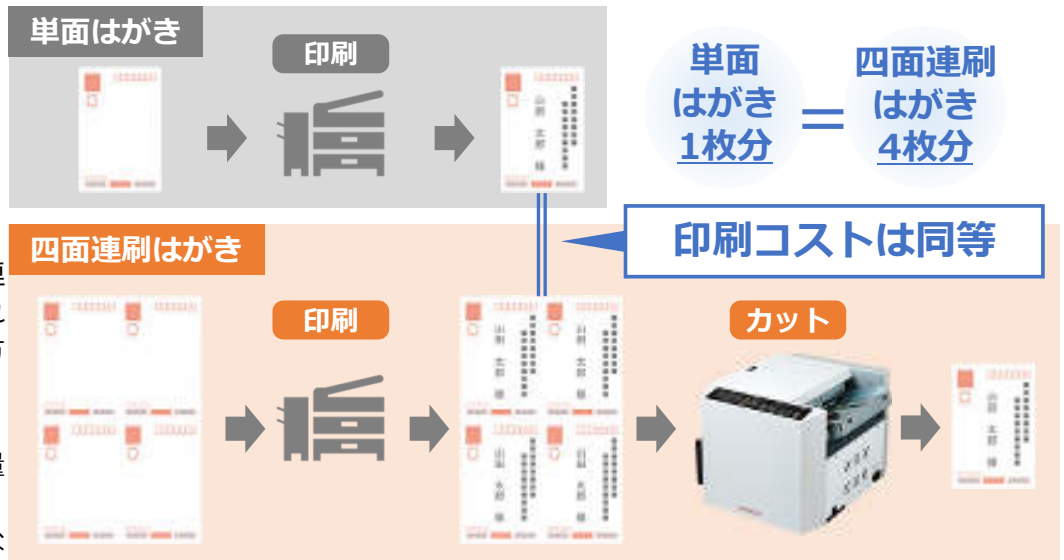 単面はがき
印刷
単面
はがき
1枚分
＝
四面連刷
はがき
4枚分
印刷コストは同等
四面連刷はがき
印刷
カット